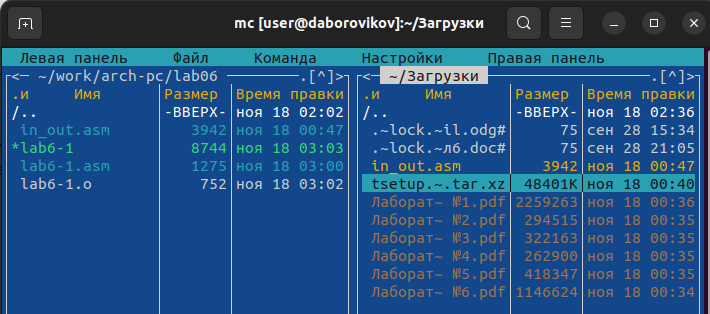 mc [user@daborovikov]:~/Загрузки
Левая панель Файл Команда Настройки Правая панель
<─ ~/work/arch-pc/lab06 .[^]> <─ ~/Загрузки .[^]>
.и Имя Размер Время правки .и Имя Размер Время правки
/.. -ВВЕРХ- ноя 18 02:02 /.. -ВВЕРХ- ноя 18 02:36
in_out.asm 3942 ноя 18 00:47 .~lock.~il.odg# 75 сен 28 15:34
*lab6-1 8744 ноя 18 03:03 .~lock.~л6.doc# 75 сен 28 21:05
lab6-1.asm 1275 ноя 18 03:00 in_out.asm 3942 ноя 18 00:47
lab6-1.o 752 ноя 18 03:02 tsetup.~.tar.xz 48401K ноя 18 00:40
Лаборат~ №1.pdf 2259263 ноя 18 00:36
Лаборат~ №2.pdf 294515 ноя 18 00:35
Лаборат~ №3.pdf 322163 ноя 18 00:35
Лаборат~ №4.pdf 262900 ноя 18 00:35
Лаборат~ №5.pdf 418347 ноя 18 00:35
Лаборат~ №6.pdf 1146624 ноя 18 00:34